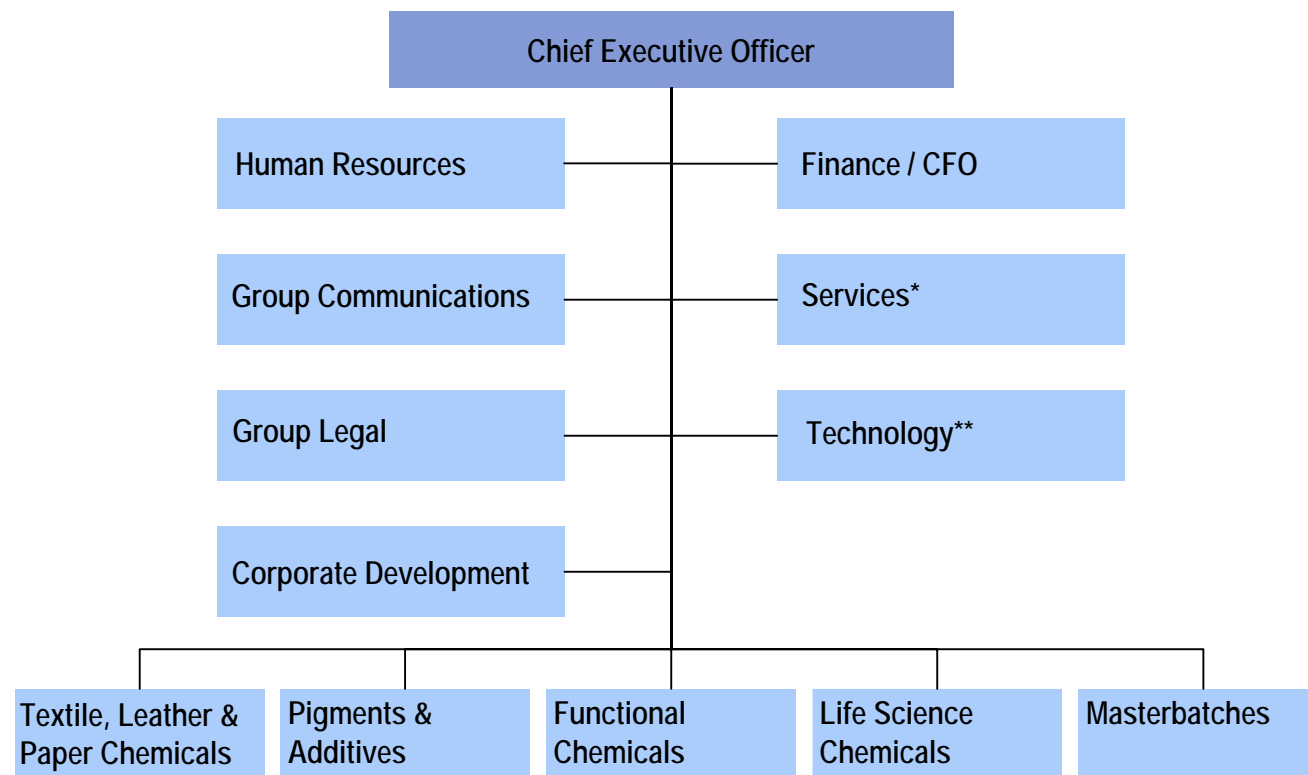 Chief Executive Officer
Human Resources
Finance / CFO
Group Communications
Services*
Group Legal
Technology**
Corporate Development
Textile, Leather &
Paper Chemicals
Pigments &
Additives
Functional
Chemicals
Life Science
Chemicals
Masterbatches